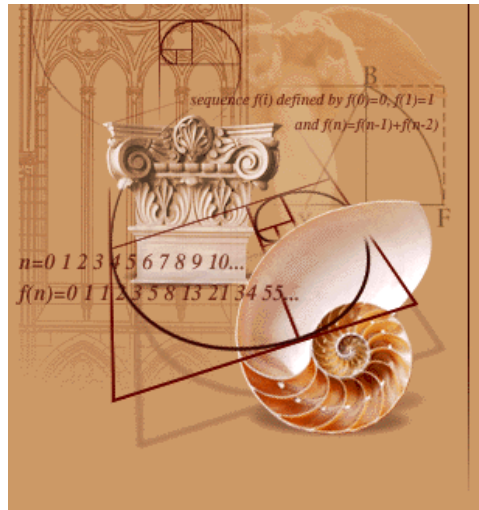 B
sequence f(i) defined by f(0)=0, f(1)=1
and f(n)=f(n-1)+f(n-2)
F
n=0 1 2 3 4 5 6 7 8 9 10...
f(n)=0 1 1 2 3 5 8 13 21 34 55...